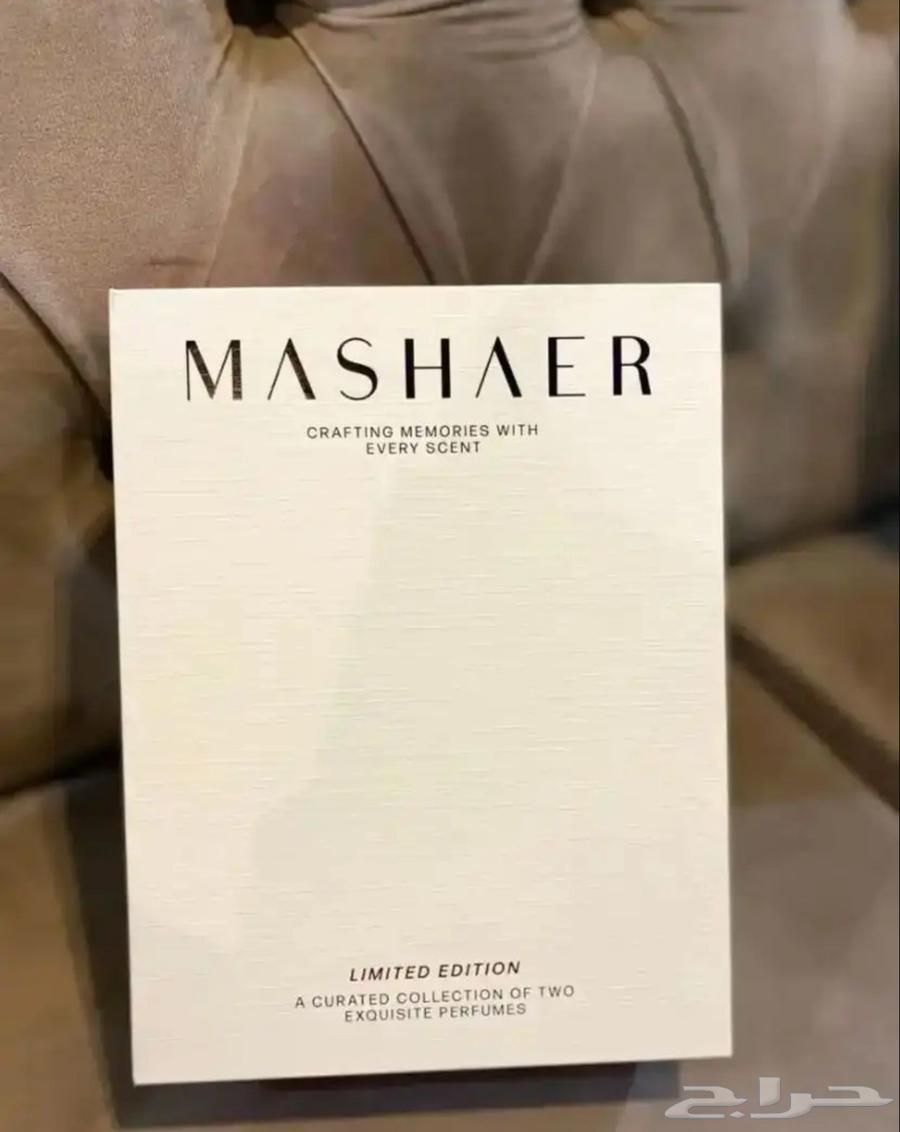 MASHAER
CRAFTING MEMORIES WITH
EVERY SCENT
LIMITED EDITION
A CURATED COLLECTION OF TWO
EXQUISITE PERFUMES
حراج